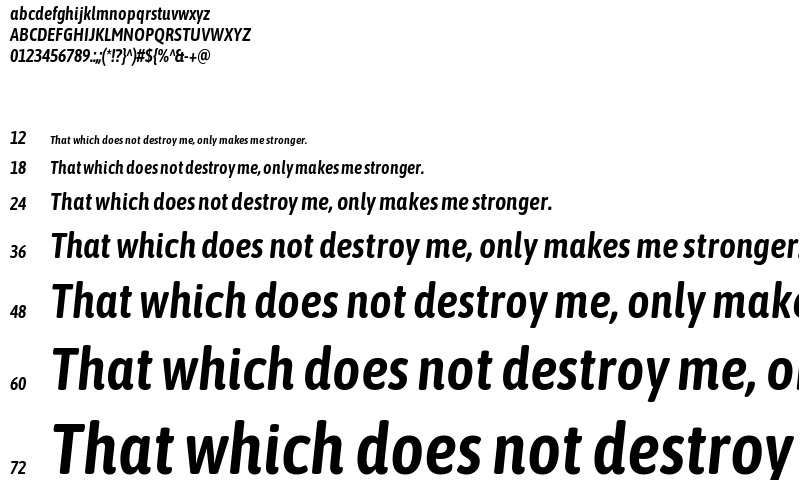 abcdefghijklmnopqrstuvwxyz
ABCDEFGHIJKLMNOPQRSTUVWXYZ
0123456789.:,;(*!?}^)#${%^&-+@
12 That which does not destroy me, only makes me stronger.
18 That which does not destroy me, only makes me stronger.
24 That which does not destroy me, only makes me stronger.
36 That which does not destroy me, only makes me stronger.
48 That which does not destroy me, only make
60 That which does not destroy me, o
72 That which does not destroy